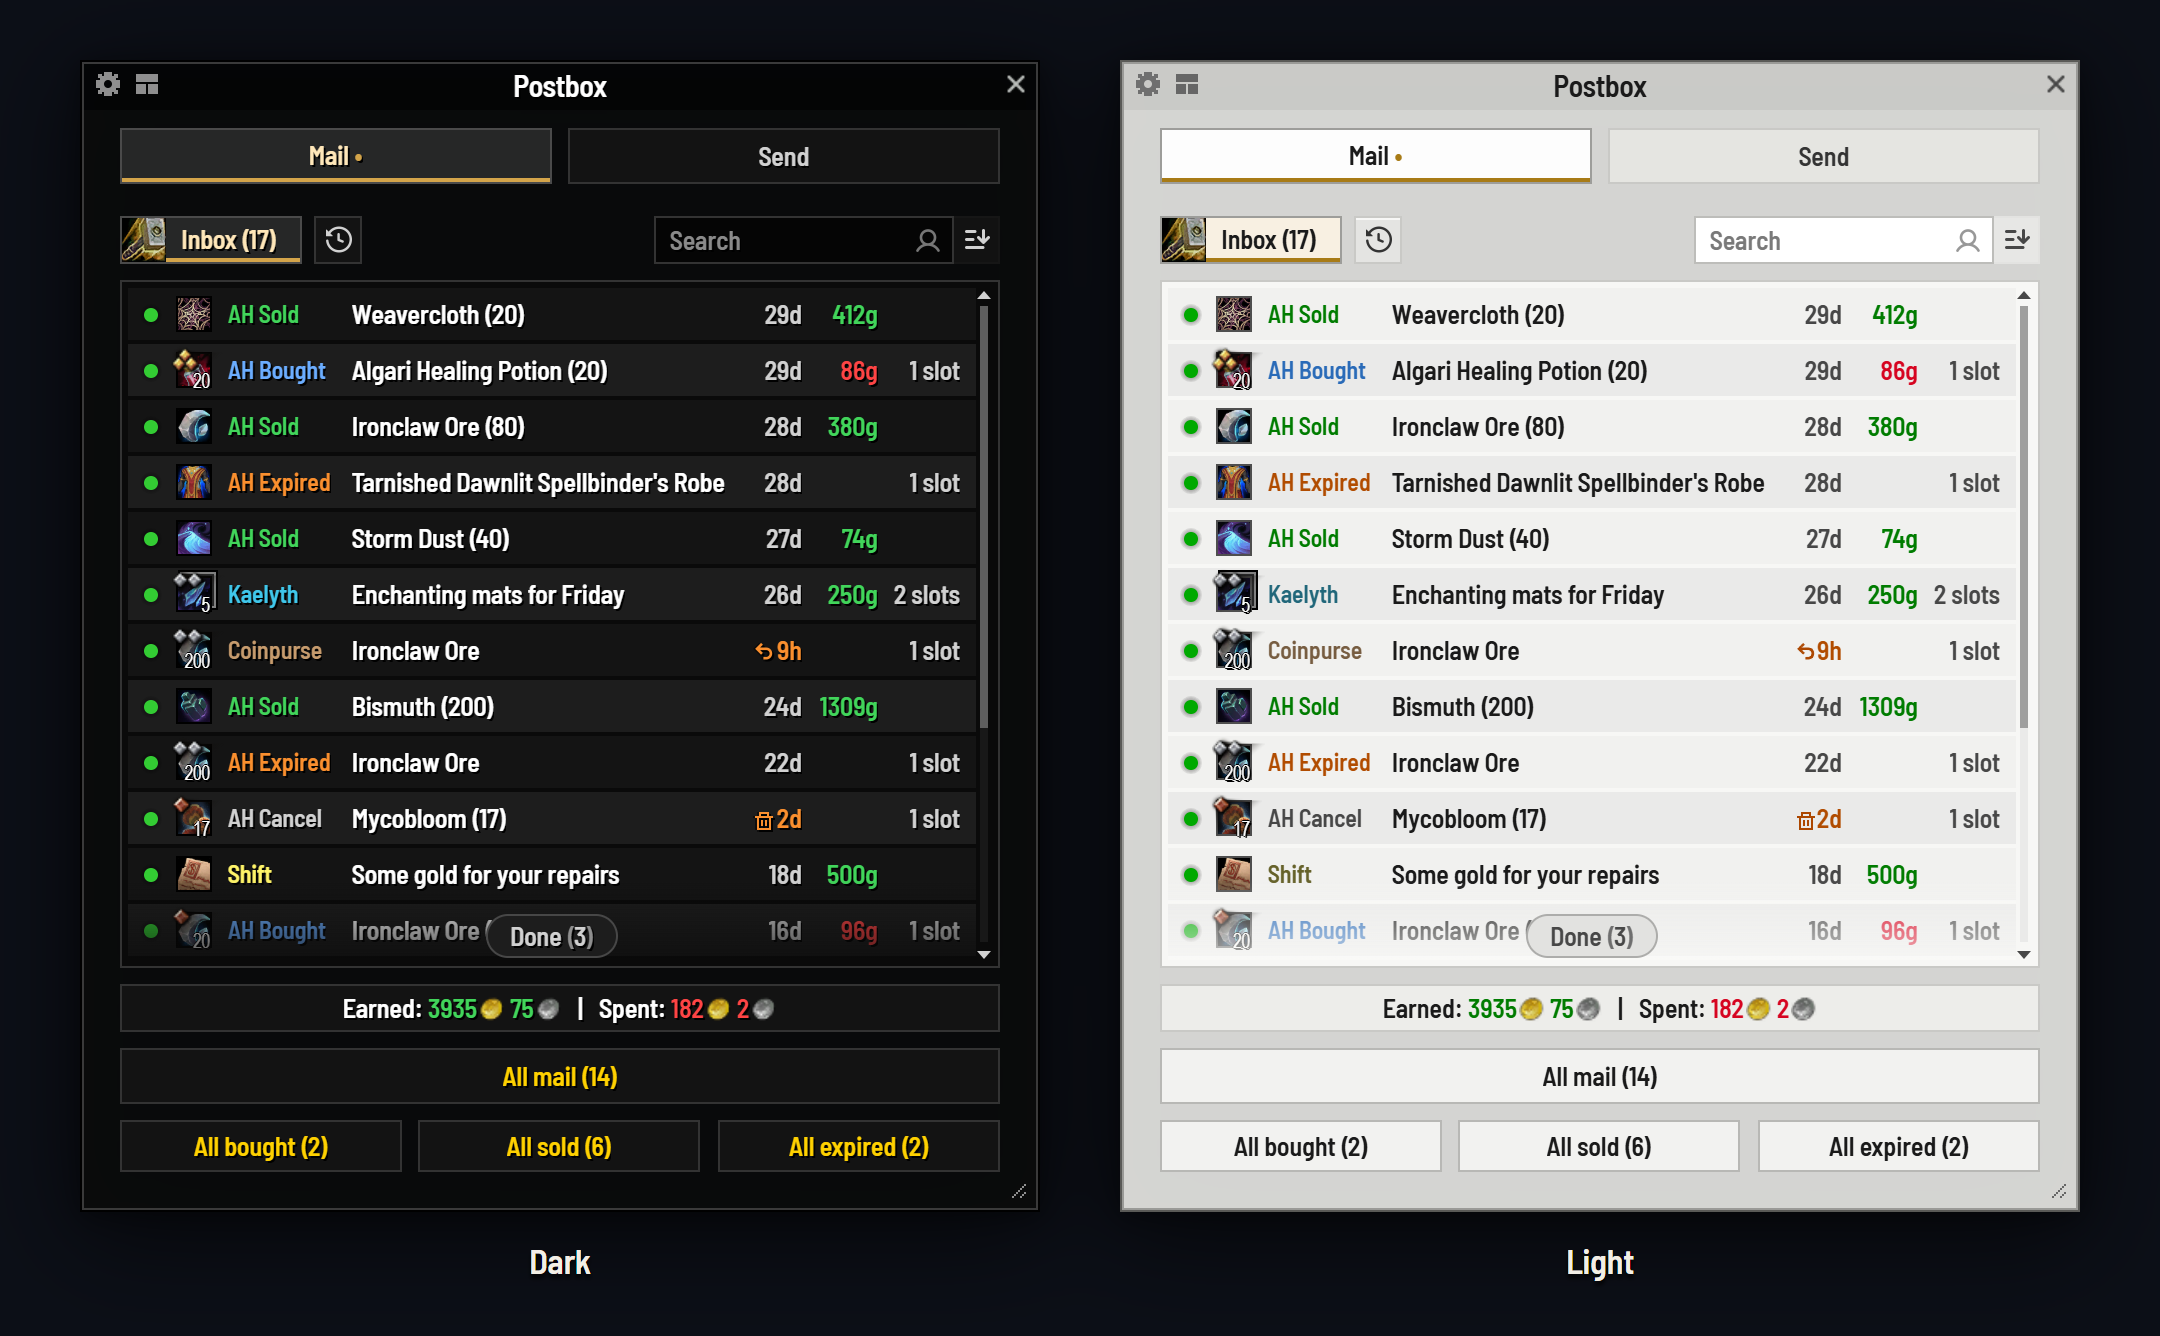 Postbox
Mail •
Send
Inbox (17)
Search
AH Sold Weavercloth (20) 29d 412g
20 AH Bought Algari Healing Potion (20) 29d 86g 1 slot
AH Sold Ironclaw Ore (80) 28d 380g
AH Expired Tarnished Dawnlit Spellbinder's Robe 28d 1 slot
AH Sold Storm Dust (40) 27d 74g
5 Kaelyth Enchanting mats for Friday 26d 250g 2 slots
200 Coinpurse Ironclaw Ore 9h 1 slot
AH Sold Bismuth (200) 24d 1309g
200 AH Expired Ironclaw Ore 22d 1 slot
17 AH Cancel Mycobloom (17) 2d 1 slot
Shift Some gold for your repairs 18d 500g
20 AH Bought Ironclaw Ore ( 16d 96g 1 slot
Done (3)
Earned: 3935 75 | Spent: 182 2
All mail (14)
All bought (2) All sold (6) All expired (2)
Dark
Postbox
Mail •
Send
Inbox (17)
Search
AH Sold Weavercloth (20) 29d 412g
20 AH Bought Algari Healing Potion (20) 29d 86g 1 slot
AH Sold Ironclaw Ore (80) 28d 380g
AH Expired Tarnished Dawnlit Spellbinder's Robe 28d 1 slot
AH Sold Storm Dust (40) 27d 74g
5 Kaelyth Enchanting mats for Friday 26d 250g 2 slots
200 Coinpurse Ironclaw Ore 9h 1 slot
AH Sold Bismuth (200) 24d 1309g
200 AH Expired Ironclaw Ore 22d 1 slot
17 AH Cancel Mycobloom (17) 2d 1 slot
Shift Some gold for your repairs 18d 500g
20 AH Bought Ironclaw Ore ( 16d 96g 1 slot
Done (3)
Earned: 3935 75 | Spent: 182 2
All mail (14)
All bought (2) All sold (6) All expired (2)
Light